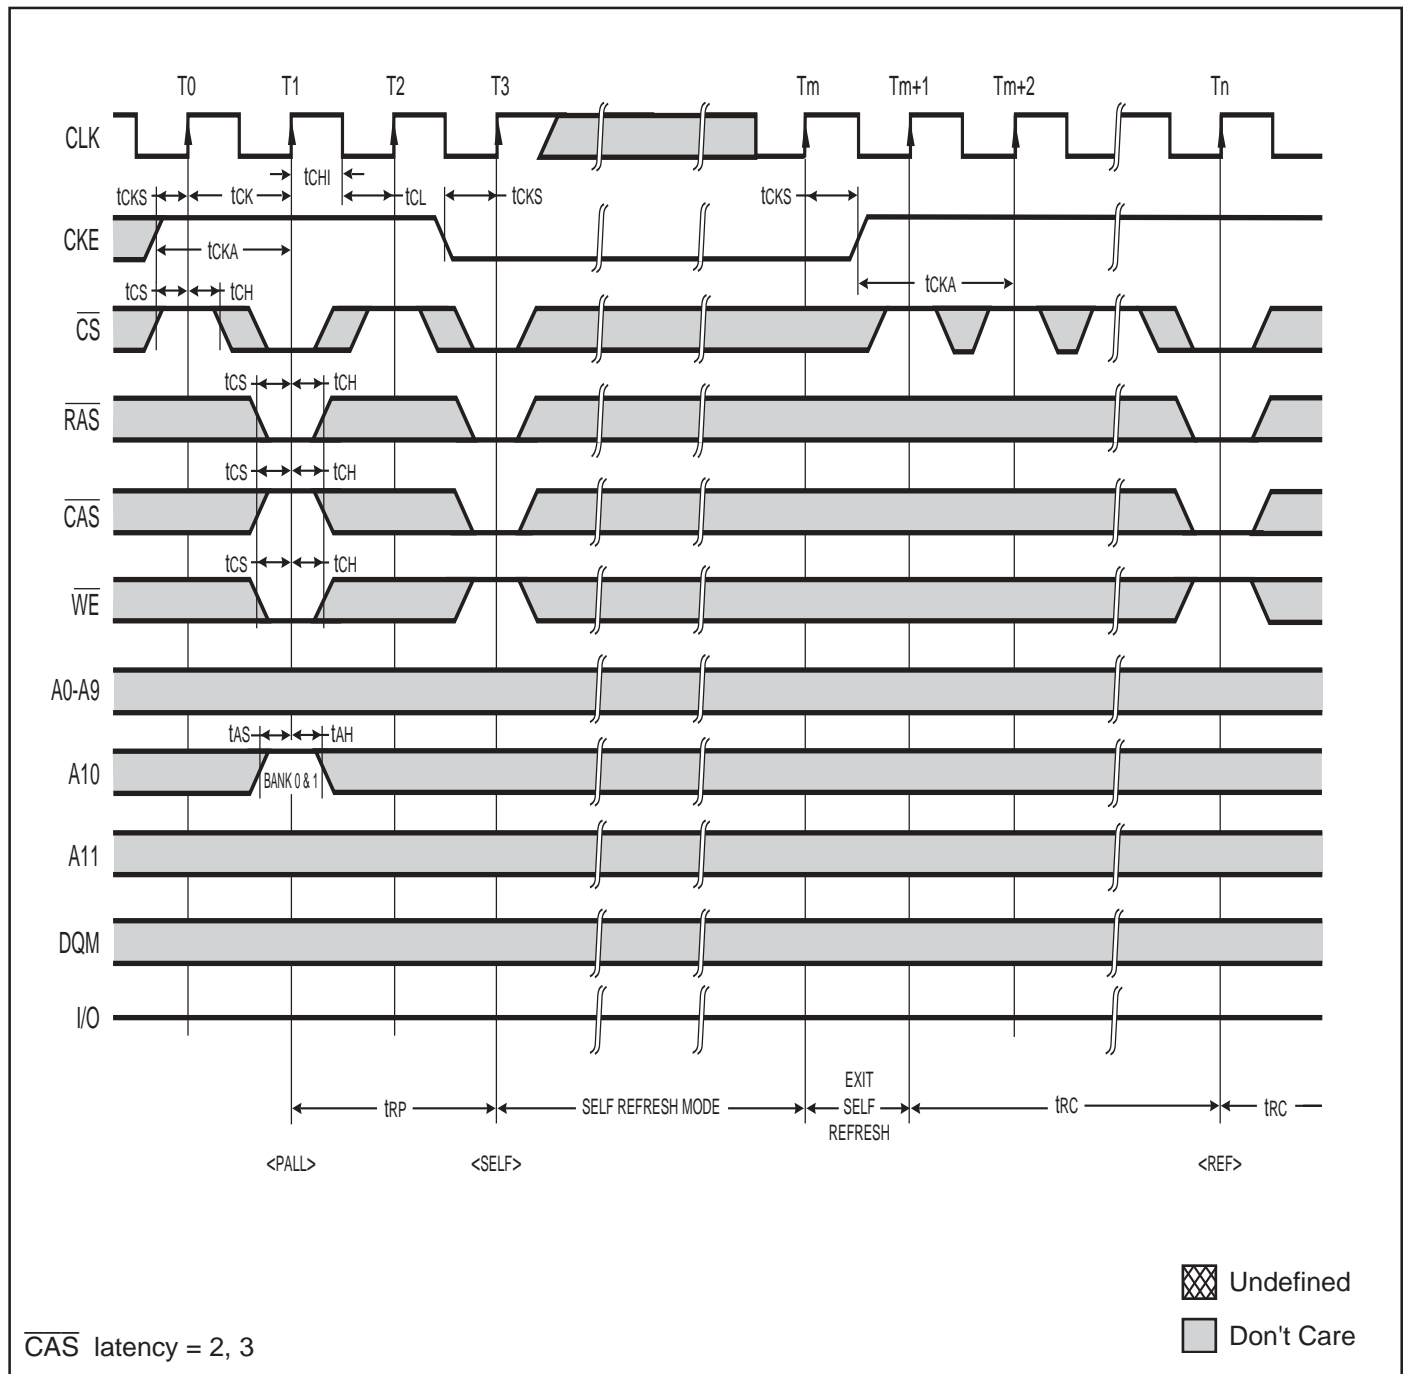 T0 T1 T2 T3 Tm Tm+1 Tm+2 Tn
CLK
tCHI
tCKS tCK tCL tCKS tCKS
CKE
tCKA
tCKA
tCS tCH
CS
tCS tCH
RAS
tCS tCH
CAS
tCS tCH
WE
A0-A9
tAS tAH
A10
BANK 0 & 1
A11
DQM
I/O
EXIT
tRP SELF REFRESH MODE SELF tRC tRC
REFRESH
<PALL> <SELF> <REF>
Undefined
Don't Care
CAS latency = 2, 3